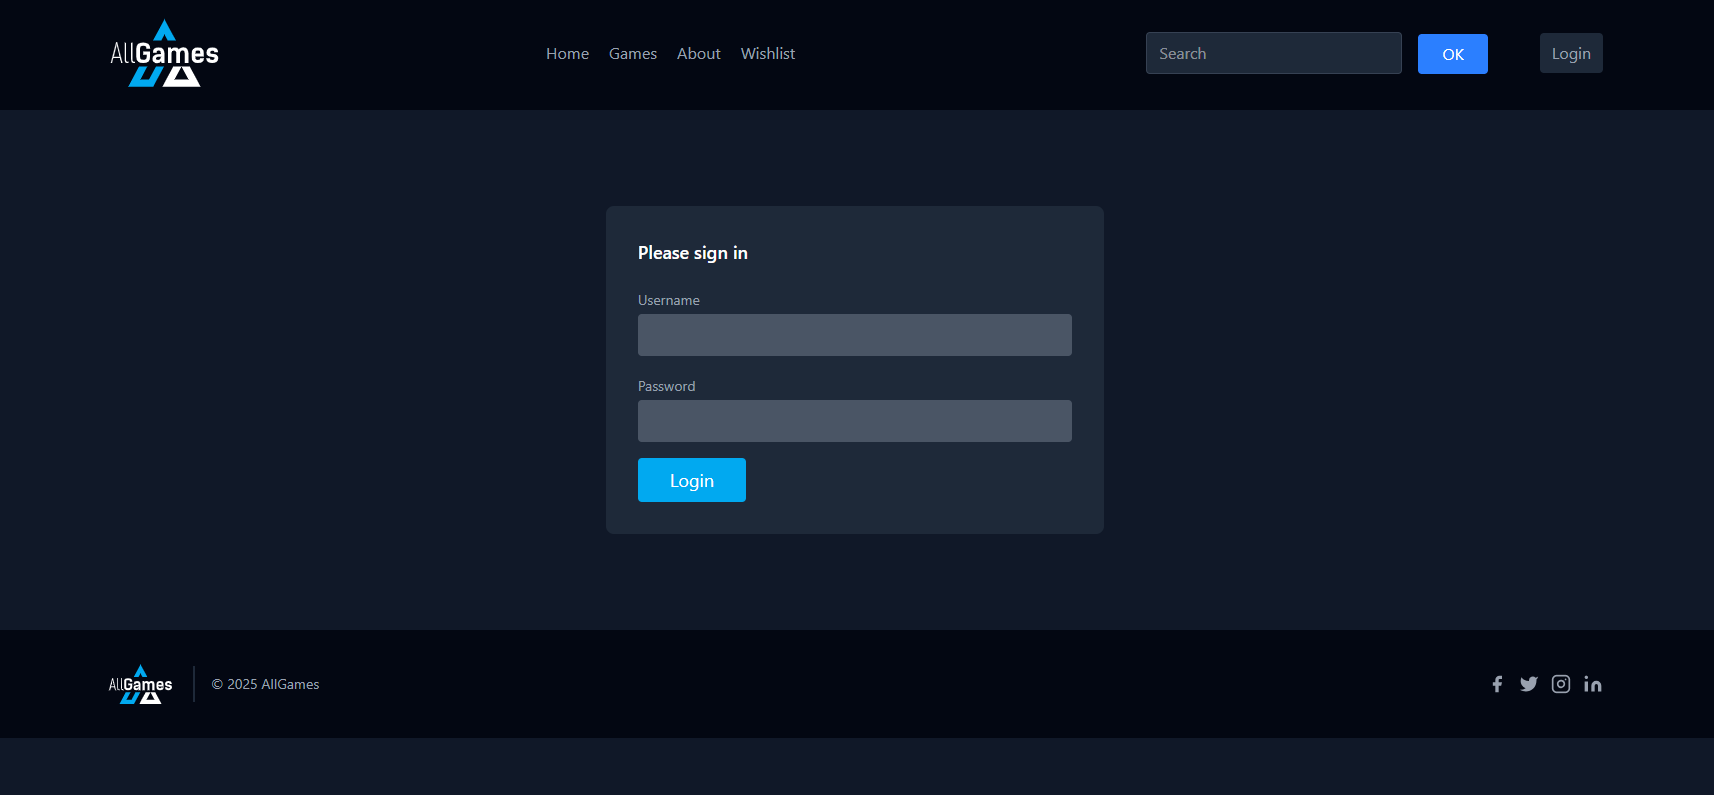 AllGames
Home Games About Wishlist
Search
OK
Login
Please sign in
Username
Password
Login
AllGames
© 2025 AllGames